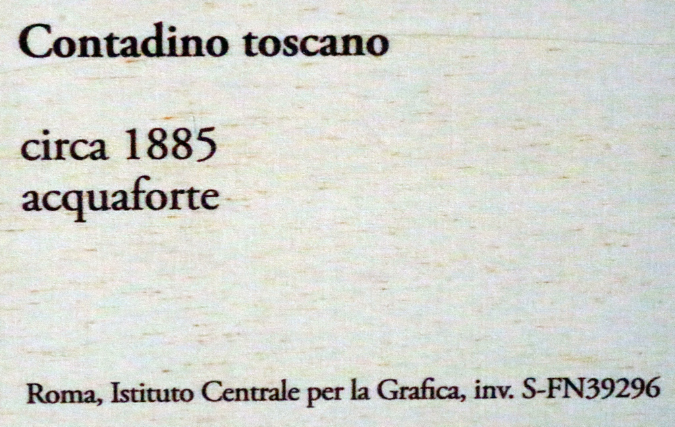 Contadino toscano
circa 1885
acquaforte
Roma, Istituto Centrale per la Grafica, inv. S-FN39296